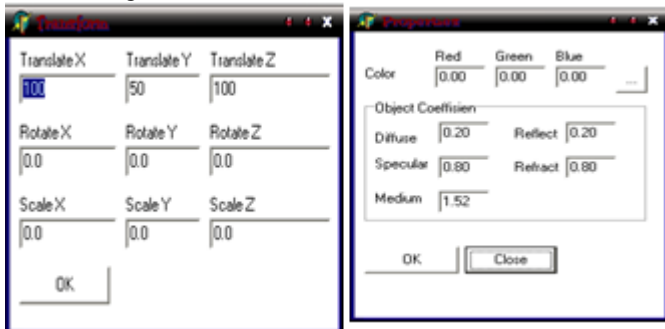 Transform
Translate X Translate Y Translate Z
100 50 100
Rotate X Rotate Y Rotate Z
0.0 0.0 0.0
Scale X Scale Y Scale Z
0.0 0.0 0.0
OK
Properties
Red Green Blue
Color 0.00 0.00 0.00 ...
Object Coeffisien
Diffuse 0.20 Reflect 0.20
Specular 0.80 Refract 0.80
Medium 1.52
OK Close